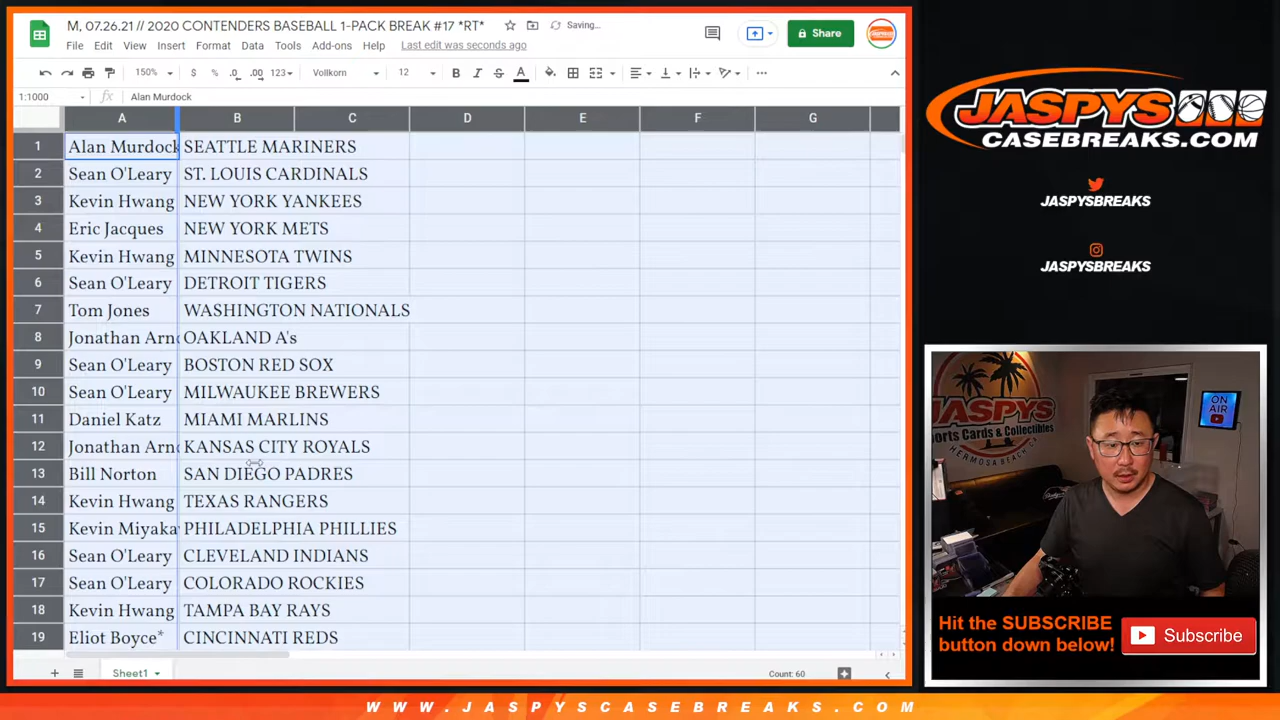 M, 07.26.21 // 2020 CONTENDERS BASEBALL 1-PACK BREAK #17 *RT*
Saving...
File Edit View Insert Format Data Tools Add-ons Help Last edit was seconds ago
Share
150% $ % .0 .00 123 Vollkorn 12 B I S A
1:1000 fx Alan Murdock
A B C D E F G
1 Alan Murdock SEATTLE MARINERS
2 Sean O'Leary ST. LOUIS CARDINALS
3 Kevin Hwang NEW YORK YANKEES
4 Eric Jacques NEW YORK METS
5 Kevin Hwang MINNESOTA TWINS
6 Sean O'Leary DETROIT TIGERS
7 Tom Jones WASHINGTON NATIONALS
8 Jonathan Arno OAKLAND A's
9 Sean O'Leary BOSTON RED SOX
10 Sean O'Leary MILWAUKEE BREWERS
11 Daniel Katz MIAMI MARLINS
12 Jonathan Arno KANSAS CITY ROYALS
13 Bill Norton SAN DIEGO PADRES
14 Kevin Hwang TEXAS RANGERS
15 Kevin Miyaka PHILADELPHIA PHILLIES
16 Sean O'Leary CLEVELAND INDIANS
17 Sean O'Leary COLORADO ROCKIES
18 Kevin Hwang TAMPA BAY RAYS
19 Eliot Boyce* CINCINNATI REDS
Sheet1
Count: 60
JASPYS
CASEBREAKS.COM
JASPYSBREAKS
JASPYSBREAKS
JASPYS
Sports Cards & Collectibles
HERMOSA BEACH, CA
ON AIR
Hit the SUBSCRIBE
button down below!
Subscribe
WWW.JASPYSCASEBREAKS.COM